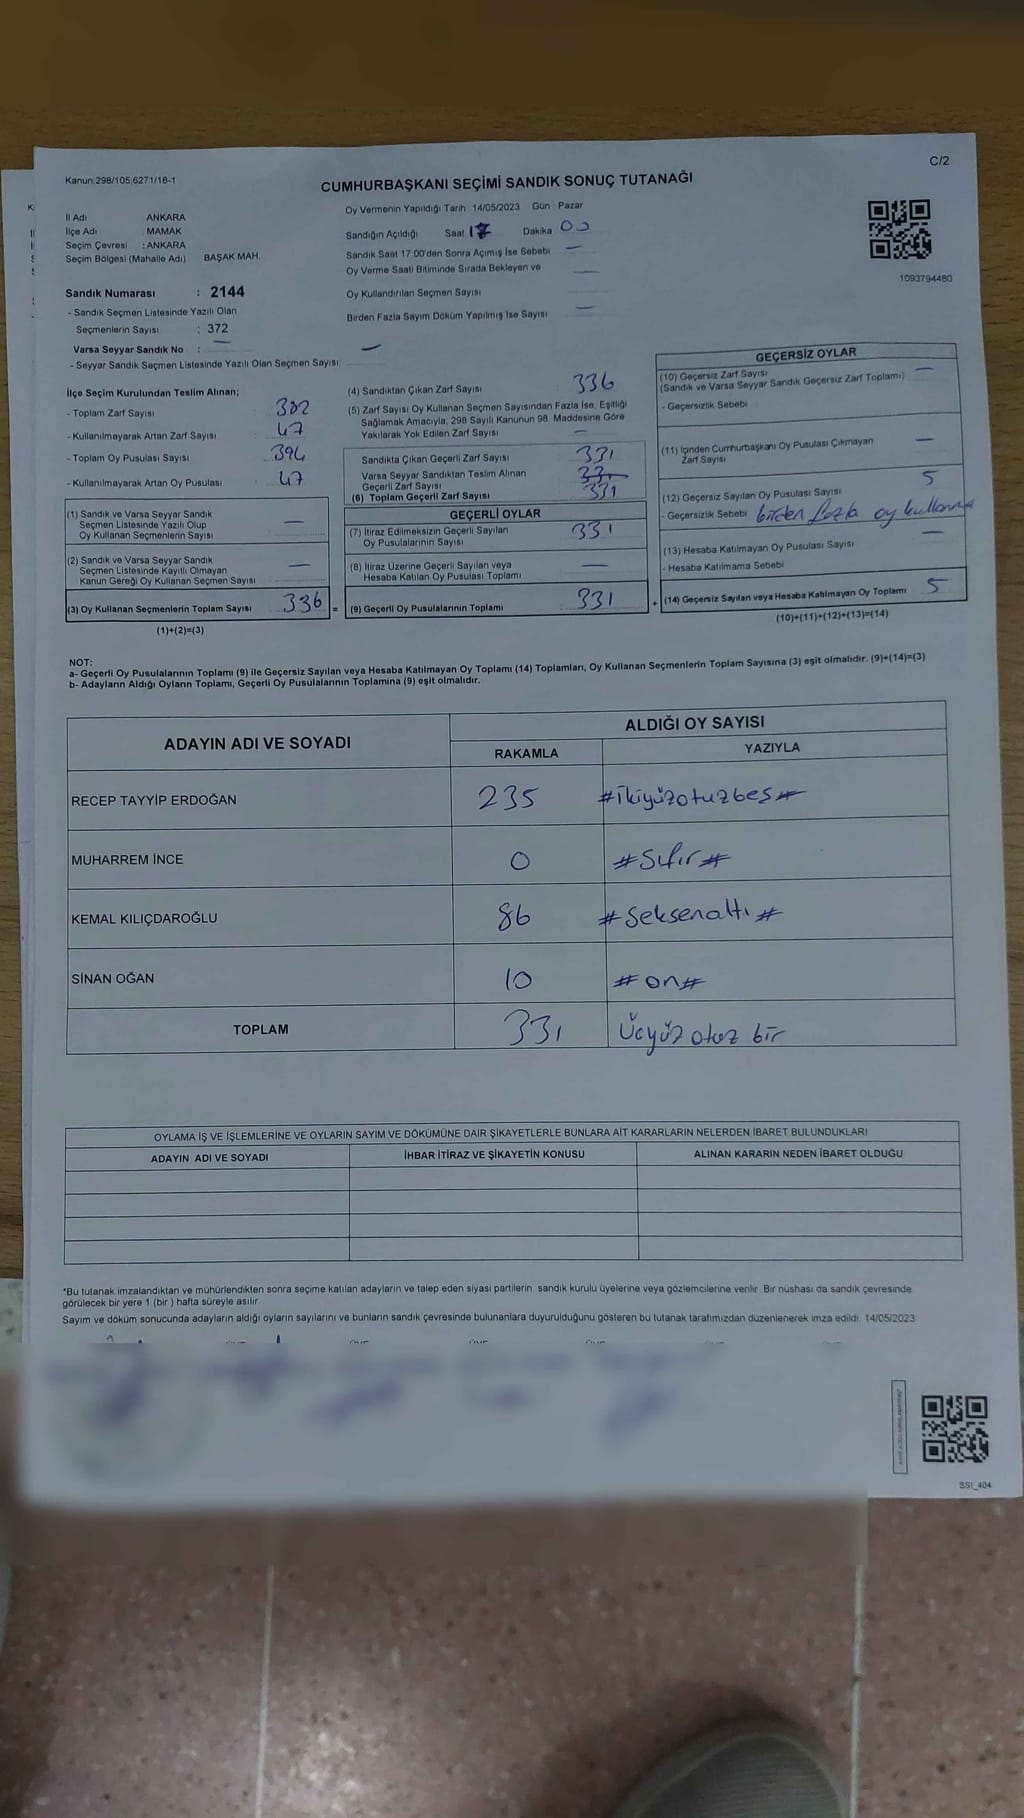 C/2
Kanun:298/105;6271/16-1
CUMHURBAŞKANI SEÇİMİ SANDIK SONUÇ TUTANAĞI
İl Adı ANKARA
İlçe Adı MAMAK
Seçim Çevresi : ANKARA
Seçim Bölgesi (Mahalle Adı) BAŞAK MAH.
Sandık Numarası : 2144
- Sandık Seçmen Listesinde Yazılı Olan
Seçmenlerin Sayısı : 372
Varsa Seyyar Sandık No : —
- Seyyar Sandık Seçmen Listesinde Yazılı Olan Seçmen Sayısı: —
Oy Vermenin Yapıldığı Tarih : 14/05/2023 Gün : Pazar
Sandığın Açıldığı Saat 17 Dakika 00
Sandık Saat 17:00'den Sonra Açımış İse Sebebi —
Oy Verme Saati Bitiminde Sırada Bekleyen ve —
Oy Kullandırılan Seçmen Sayısı
Birden Fazla Sayım Döküm Yapılmış İse Sayısı —
1093794480
İlçe Seçim Kurulundan Teslim Alınan;
- Toplam Zarf Sayısı : 382
- Kullanılmayarak Artan Zarf Sayısı : 47
- Toplam Oy Pusulası Sayısı : 394
- Kullanılmayarak Artan Oy Pusulası : 47
(1) Sandık ve Varsa Seyyar Sandık
Seçmen Listesinde Yazılı Olup
Oy Kullanan Seçmenlerin Sayısı —
(2) Sandık ve Varsa Seyyar Sandık
Seçmen Listesinde Kayıtlı Olmayan
Kanun Gereği Oy Kullanan Seçmen Sayısı —
(3) Oy Kullanan Seçmenlerin Toplam Sayısı 336 =
(1)+(2)=(3)
(4) Sandıktan Çıkan Zarf Sayısı 336
(5) Zarf Sayısı Oy Kullanan Seçmen Sayısından Fazla İse, Eşitliği
Sağlamak Amacıyla, 298 Sayılı Kanunun 98. Maddesine Göre
Yakılarak Yok Edilen Zarf Sayısı —
Sandıkta Çıkan Geçerli Zarf Sayısı 331
Varsa Seyyar Sandıktan Teslim Alınan
Geçerli Zarf Sayısı
(6) Toplam Geçerli Zarf Sayısı 331
GEÇERLİ OYLAR
(7) İtiraz Edilmeksizin Geçerli Sayılan
Oy Pusulalarının Sayısı 331
(8) İtiraz Üzerine Geçerli Sayılan veya
Hesaba Katılan Oy Pusulası Toplamı —
(9) Geçerli Oy Pusulalarının Toplamı 331 +
GEÇERSİZ OYLAR
(10) Geçersiz Zarf Sayısı —
(Sandık ve Varsa Seyyar Sandık Geçersiz Zarf Toplamı)
- Geçersizlik Sebebi
(11) İçinden Cumhurbaşkanı Oy Pusulası Çıkmayan
Zarf Sayısı —
(12) Geçersiz Sayılan Oy Pusulası Sayısı 5
- Geçersizlik Sebebi birden fazla oy kullanma
(13) Hesaba Katılmayan Oy Pusulası Sayısı —
- Hesaba Katılmama Sebebi
(14) Geçersiz Sayılan veya Hesaba Katılmayan Oy Toplamı 5
(10)+(11)+(12)+(13)=(14)
NOT:
a- Geçerli Oy Pusulalarının Toplamı (9) ile Geçersiz Sayılan veya Hesaba Katılmayan Oy Toplamı (14) Toplamları, Oy Kullanan Seçmenlerin Toplam Sayısına (3) eşit olmalıdır. (9)+(14)=(3)
b- Adayların Aldığı Oyların Toplamı, Geçerli Oy Pusulalarının Toplamına (9) eşit olmalıdır.
ADAYIN ADI VE SOYADI
ALDIĞI OY SAYISI
RAKAMLA YAZIYLA
RECEP TAYYİP ERDOĞAN 235 #ikiyüzotuzbeş#
MUHARREM İNCE 0 #Sıfır#
KEMAL KILIÇDAROĞLU 86 #Seksenaltı#
SİNAN OĞAN 10 #on#
TOPLAM 331 Üçyüz otuz bir
OYLAMA İŞ VE İŞLEMLERİNE VE OYLARIN SAYIM VE DÖKÜMÜNE DAİR ŞİKAYETLERLE BUNLARA AİT KARARLARIN NELERDEN İBARET BULUNDUKLARI
ADAYIN ADI VE SOYADI İHBAR İTİRAZ VE ŞİKAYETİN KONUSU ALINAN KARARIN NEDEN İBARET OLDUĞU
*Bu tutanak imzalandıktan ve mühürlendikten sonra seçime katılan adayların ve talep eden siyasi partilerin sandık kurulu üyelerine veya gözlemcilerine verilir. Bir nüshası da sandık çevresinde
görülecek bir yere 1 (bir) hafta süreyle asılır.
Sayım ve döküm sonucunda adayların aldığı oyların sayılarını ve bunların sandık çevresinde bulunanlara duyurulduğunu gösteren bu tutanak tarafımızdan düzenlenerek imza edildi. 14/05/2023
SSI_404